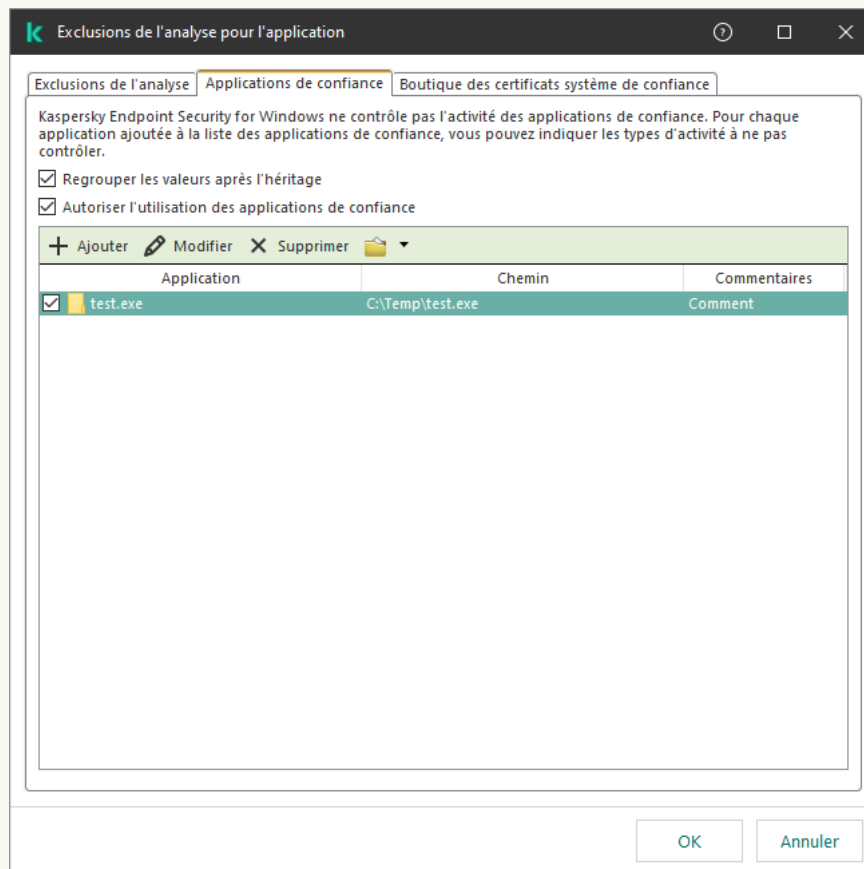 Exclusions de l'analyse pour l'application
Exclusions de l'analyse
Applications de confiance
Boutique des certificats système de confiance
Kaspersky Endpoint Security for Windows ne contrôle pas l'activité des applications de confiance. Pour chaque
application ajoutée à la liste des applications de confiance, vous pouvez indiquer les types d'activité à ne pas
contrôler.
Regrouper les valeurs après l'héritage
Autoriser l'utilisation des applications de confiance
Ajouter Modifier Supprimer
Application Chemin Commentaires
test.exe C:\Temp\test.exe Comment
OK Annuler